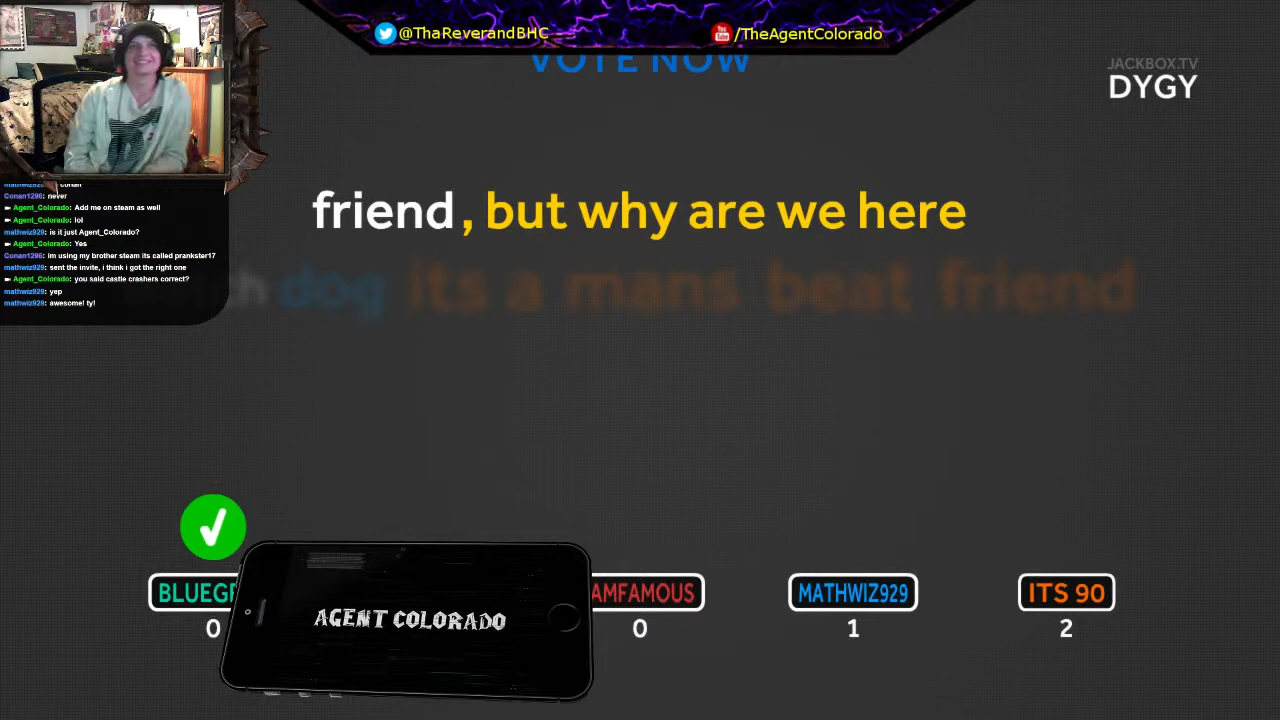 @ThaReverandBHC
/TheAgentColorado
VOTE NOW
JACKBOX.TV
DYGY
friend, but why are we here
dog its a mans best friend
Conan1296: never
Agent_Colorado: Add me on steam as well
Agent_Colorado: lol
mathwiz929: is it just Agent_Colorado?
Agent_Colorado: Yes
Conan1296: im using my brother steam its called prankster17
mathwiz929: sent the invite, i think i got the right one
Agent_Colorado: you said castle crashers correct?
mathwiz929: yep
mathwiz929: awesome! ty!
AGENT COLORADO
AMFAMOUS
MATHWIZ929
ITS 90
0
0
1
2